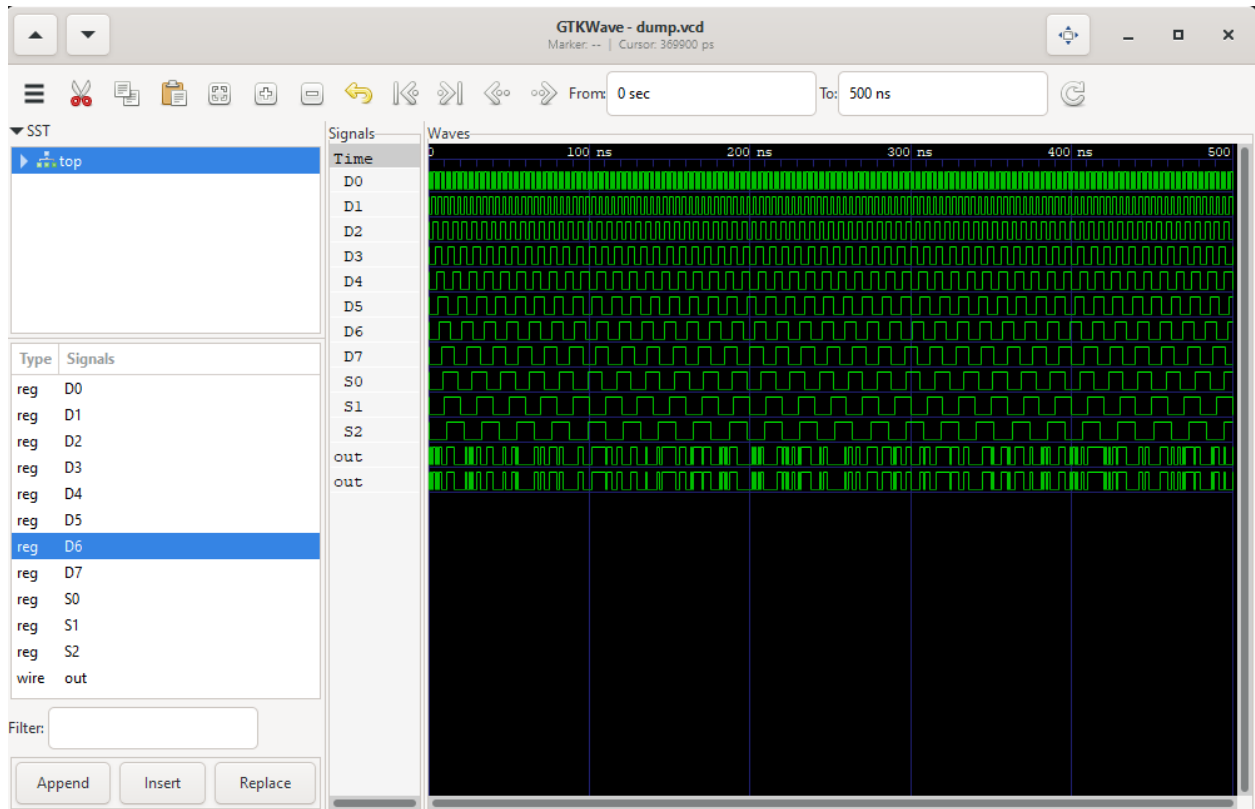 GTKWave - dump.vcd
Marker: -- | Cursor: 369900 ps
From: 0 sec To: 500 ns
SST
top
Type Signals
reg D0
reg D1
reg D2
reg D3
reg D4
reg D5
reg D6
reg D7
reg S0
reg S1
reg S2
wire out
Filter:
Append Insert Replace
Signals
Time
D0
D1
D2
D3
D4
D5
D6
D7
S0
S1
S2
out
out
Waves
0 100 ns 200 ns 300 ns 400 ns 500